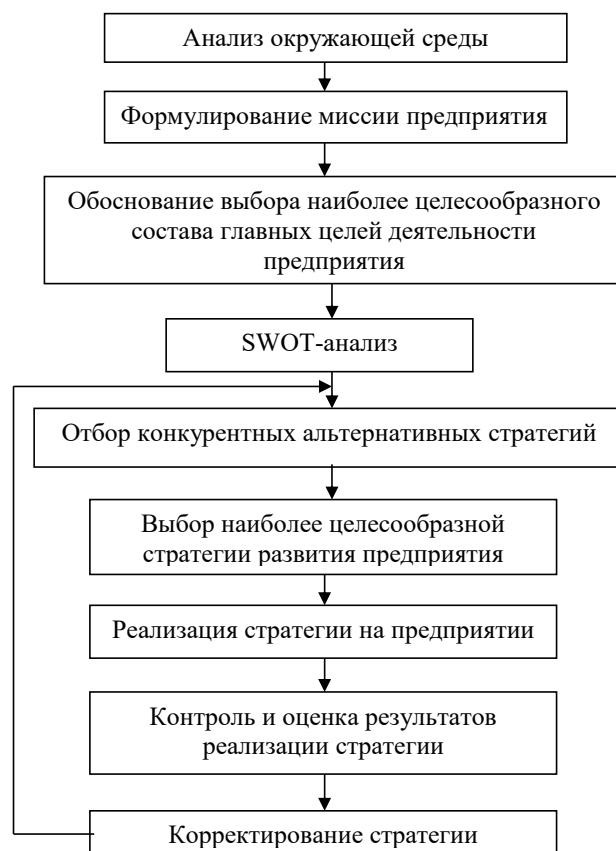 Анализ окружающей среды
Формулирование миссии предприятия
Обоснование выбора наиболее целесообразного
состава главных целей деятельности
предприятия
SWOT-анализ
Отбор конкурентных альтернативных стратегий
Выбор наиболее целесообразной
стратегии развития предприятия
Реализация стратегии на предприятии
Контроль и оценка результатов
реализации стратегии
Корректирование стратегии